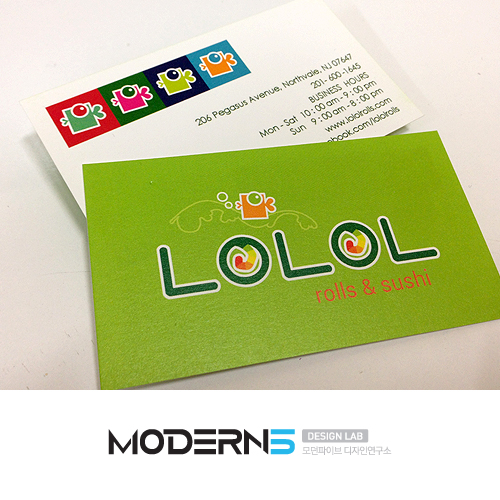 206 Pegasus Avenue, Northvale, NJ 07647
201-600-1645
BUSINESS HOURS
Mon-Sat 10:00 am-9:00 pm
Sun 9:00 am-8:00 pm
www.lololrolls.com
ebook.com/lololrolls
LOLOL
rolls & sushi
MODERN5 DESIGN LAB
모던파이브 디자인연구소